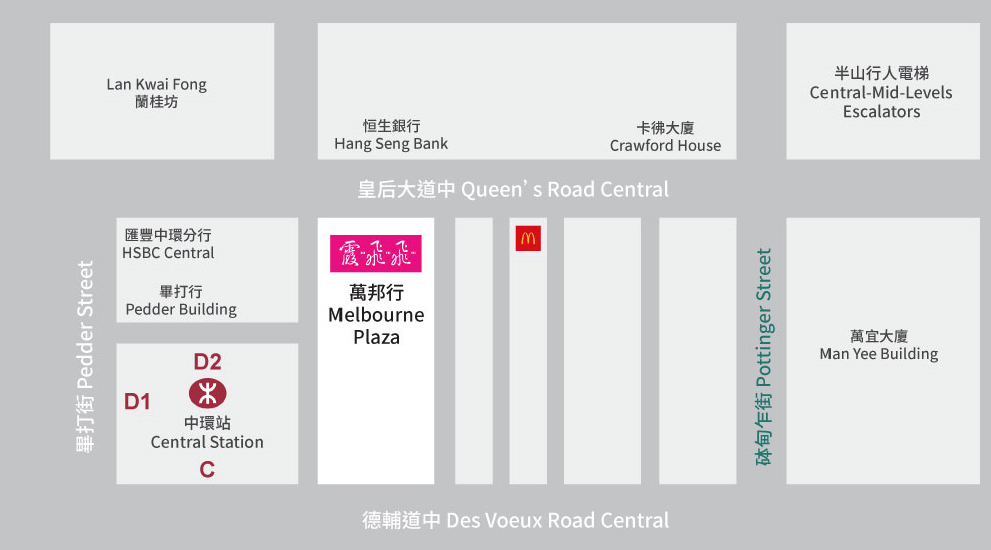 Lan Kwai Fong
蘭桂坊
恒生銀行
Hang Seng Bank
卡彿大廈
Crawford House
半山行人電梯
Central-Mid-Levels
Escalators
皇后大道中 Queen’s Road Central
匯豐中環分行
HSBC Central
畢打行
Pedder Building
霞飛飛
萬邦行
Melbourne
Plaza
畢打街 Pedder Street
砵甸乍街 Pottinger Street
萬宜大廈
Man Yee Building
D2
D1
中環站
Central Station
C
德輔道中 Des Voeux Road Central